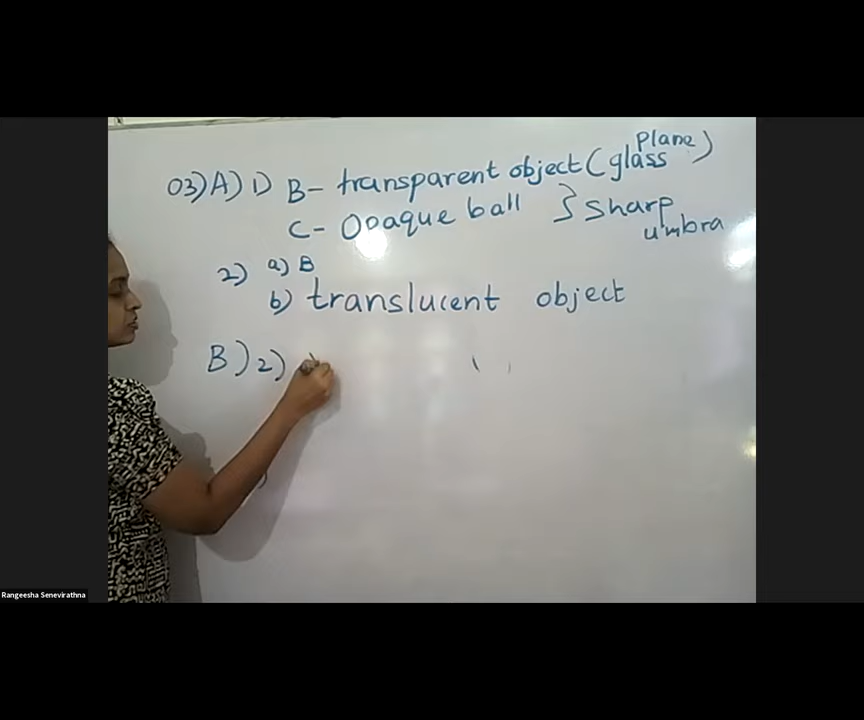 03) A) 1) B- transparent object (glass plane)
C- Opaque ball } Sharp umbra
2) a) B
b) translucent object
B) 2)
Rangeesha Senevirathna